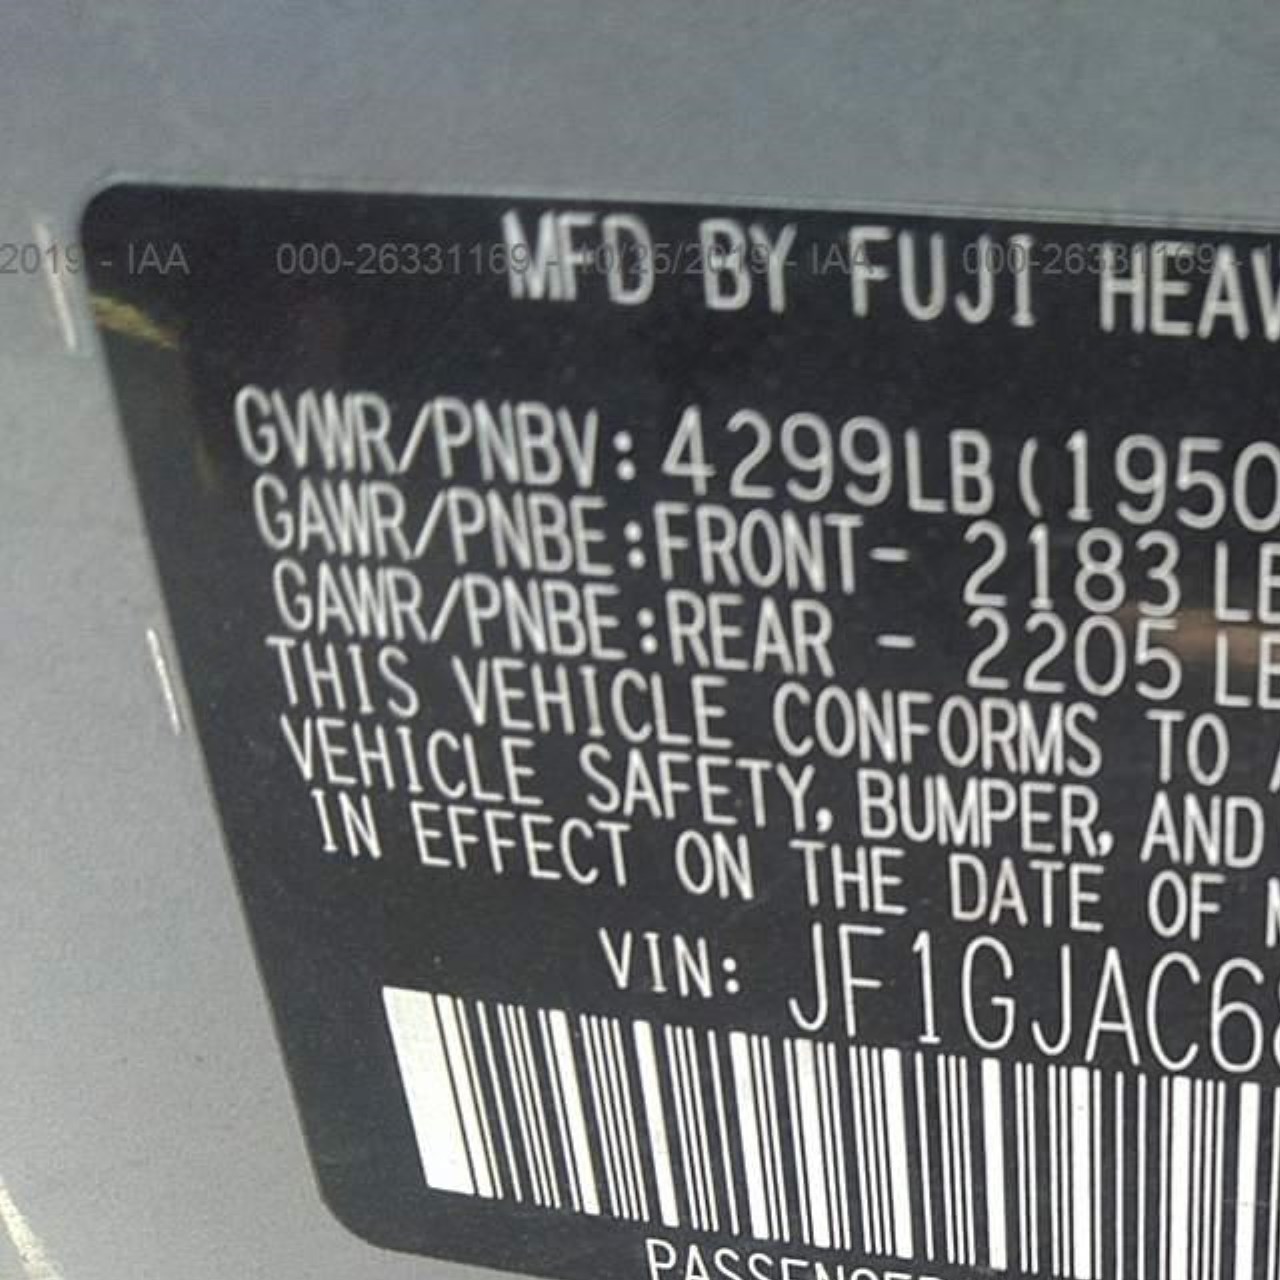 2019 - IAA 000-26331169 - 10/25/2019 - IAA 000-26331169 - 1
MFD BY FUJI HEAV
GVWR/PNBV: 4299LB (1950
GAWR/PNBE:FRONT- 2183 LB
GAWR/PNBE:REAR - 2205 LB
THIS VEHICLE CONFORMS TO A
VEHICLE SAFETY, BUMPER, AND
IN EFFECT ON THE DATE OF M
VIN: JF1GJAC6
PASSENGER